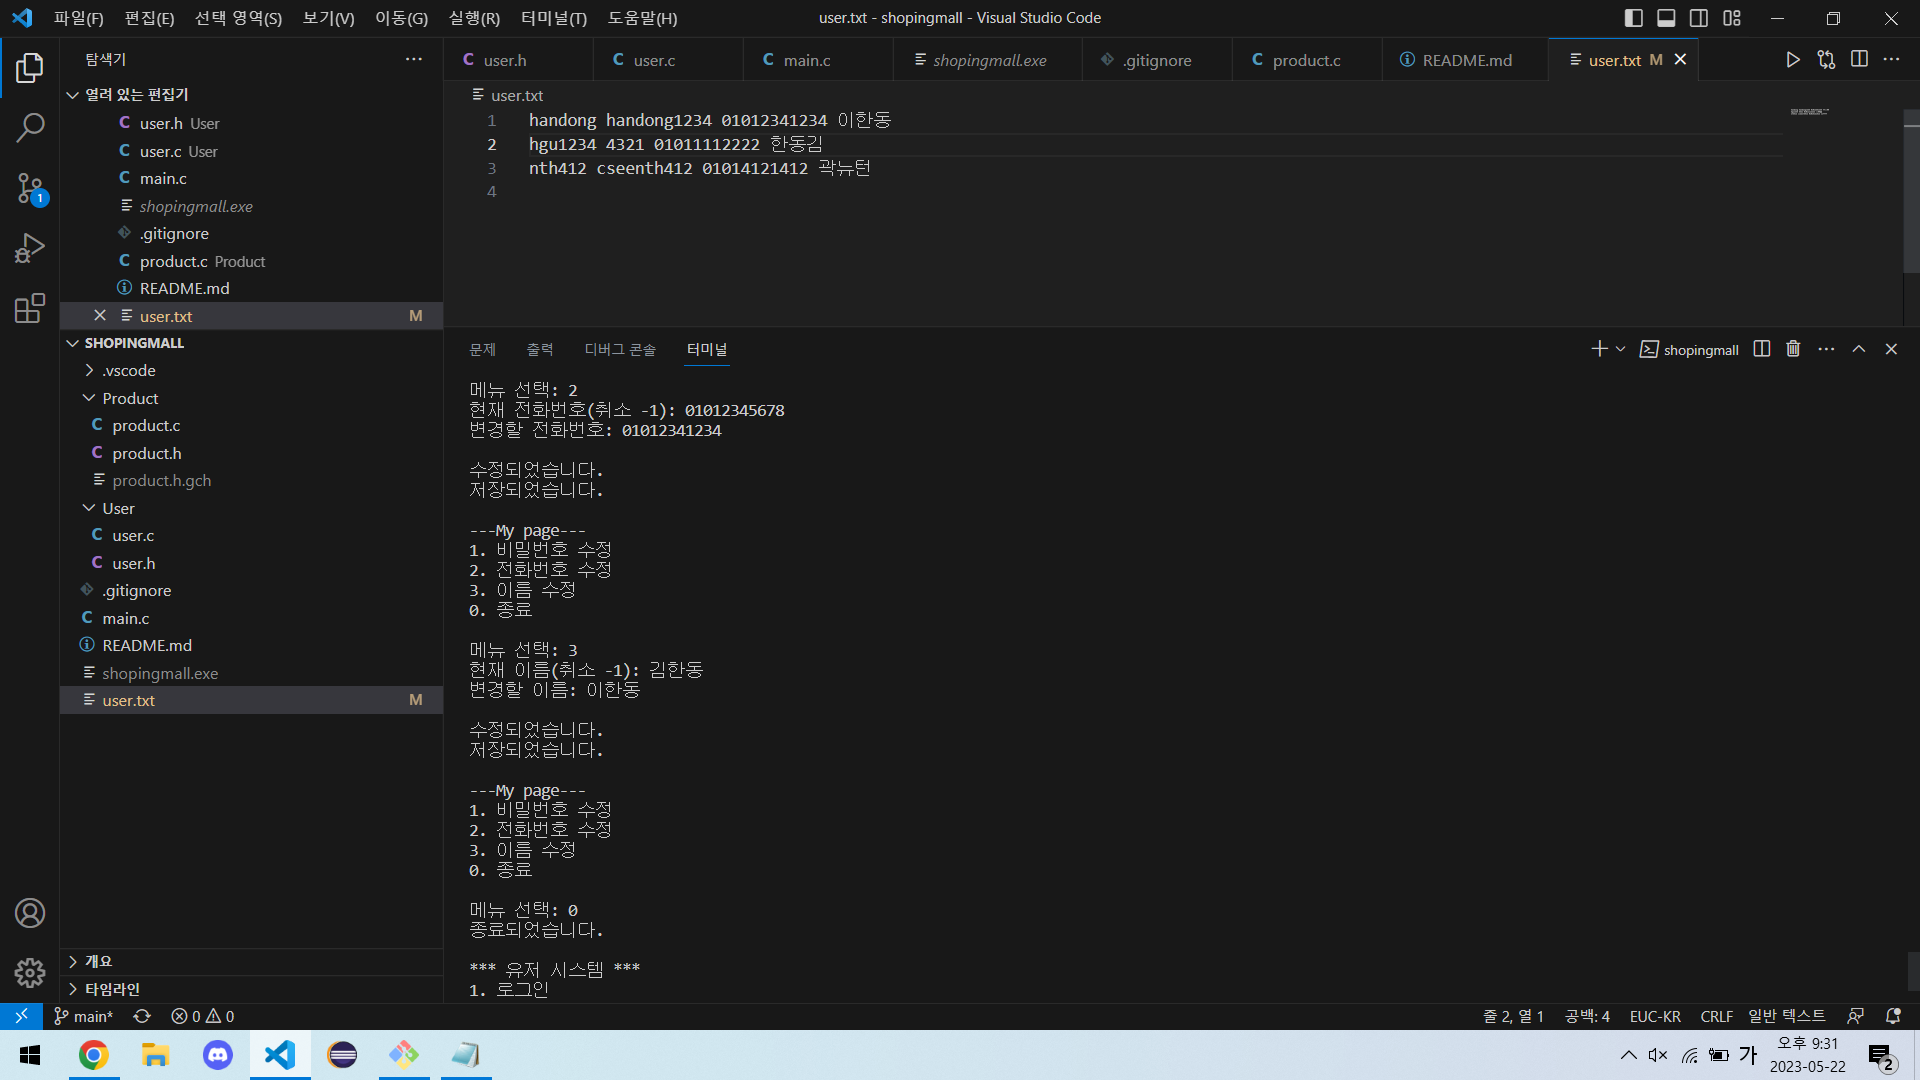 파일(F) 편집(E) 선택 영역(S) 보기(V) 이동(G) 실행(R) 터미널(T) 도움말(H)
user.txt - shopingmall - Visual Studio Code
탐색기
열려 있는 편집기
user.h User
user.c User
main.c
shopingmall.exe
.gitignore
product.c Product
README.md
user.txt M
SHOPINGMALL
.vscode
Product
product.c
product.h
product.h.gch
User
user.c
user.h
.gitignore
main.c
README.md
shopingmall.exe
user.txt M
개요
타임라인
user.h user.c main.c shopingmall.exe .gitignore product.c README.md user.txt M
user.txt
1 handong handong1234 01012341234 이한동
2 hgu1234 4321 01011112222 한동김
3 nth412 cseenth412 01014121412 곽뉴턴
4
문제 출력 디버그 콘솔 터미널
shopingmall
메뉴 선택: 2
현재 전화번호(취소 -1): 01012345678
변경할 전화번호: 01012341234
수정되었습니다.
저장되었습니다.
---My page---
1. 비밀번호 수정
2. 전화번호 수정
3. 이름 수정
0. 종료
메뉴 선택: 3
현재 이름(취소 -1): 김한동
변경할 이름: 이한동
수정되었습니다.
저장되었습니다.
---My page---
1. 비밀번호 수정
2. 전화번호 수정
3. 이름 수정
0. 종료
메뉴 선택: 0
종료되었습니다.
*** 유저 시스템 ***
1. 로그인
1
main* 0 0
줄 2, 열 1 공백: 4 EUC-KR CRLF 일반 텍스트
가
오후 9:31
2023-05-22
2